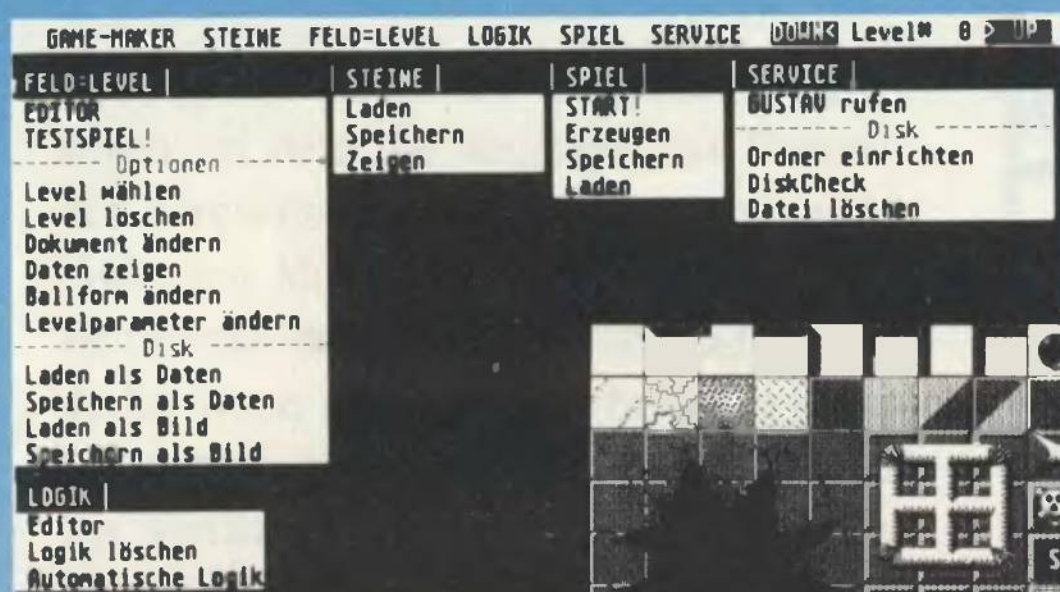 GAME-MAKER STEINE FELD=LEVEL LOGIK SPIEL SERVICE DOWN< Level# 0 > UP
FELD=LEVEL
EDITOR
TESTSPIEL!
Optionen
Level wählen
Level löschen
Dokument ändern
Daten zeigen
Ballform ändern
Levelparameter ändern
Disk
Laden als Daten
Speichern als Daten
Laden als Bild
Speichern als Bild
LOGIK
Editor
Logik löschen
Automatische Logik
STEINE
Laden
Speichern
Zeigen
SPIEL
START!
Erzeugen
Speichern
Laden
SERVICE
GUSTAV rufen
Disk
Ordner einrichten
DiskCheck
Datei löschen
S